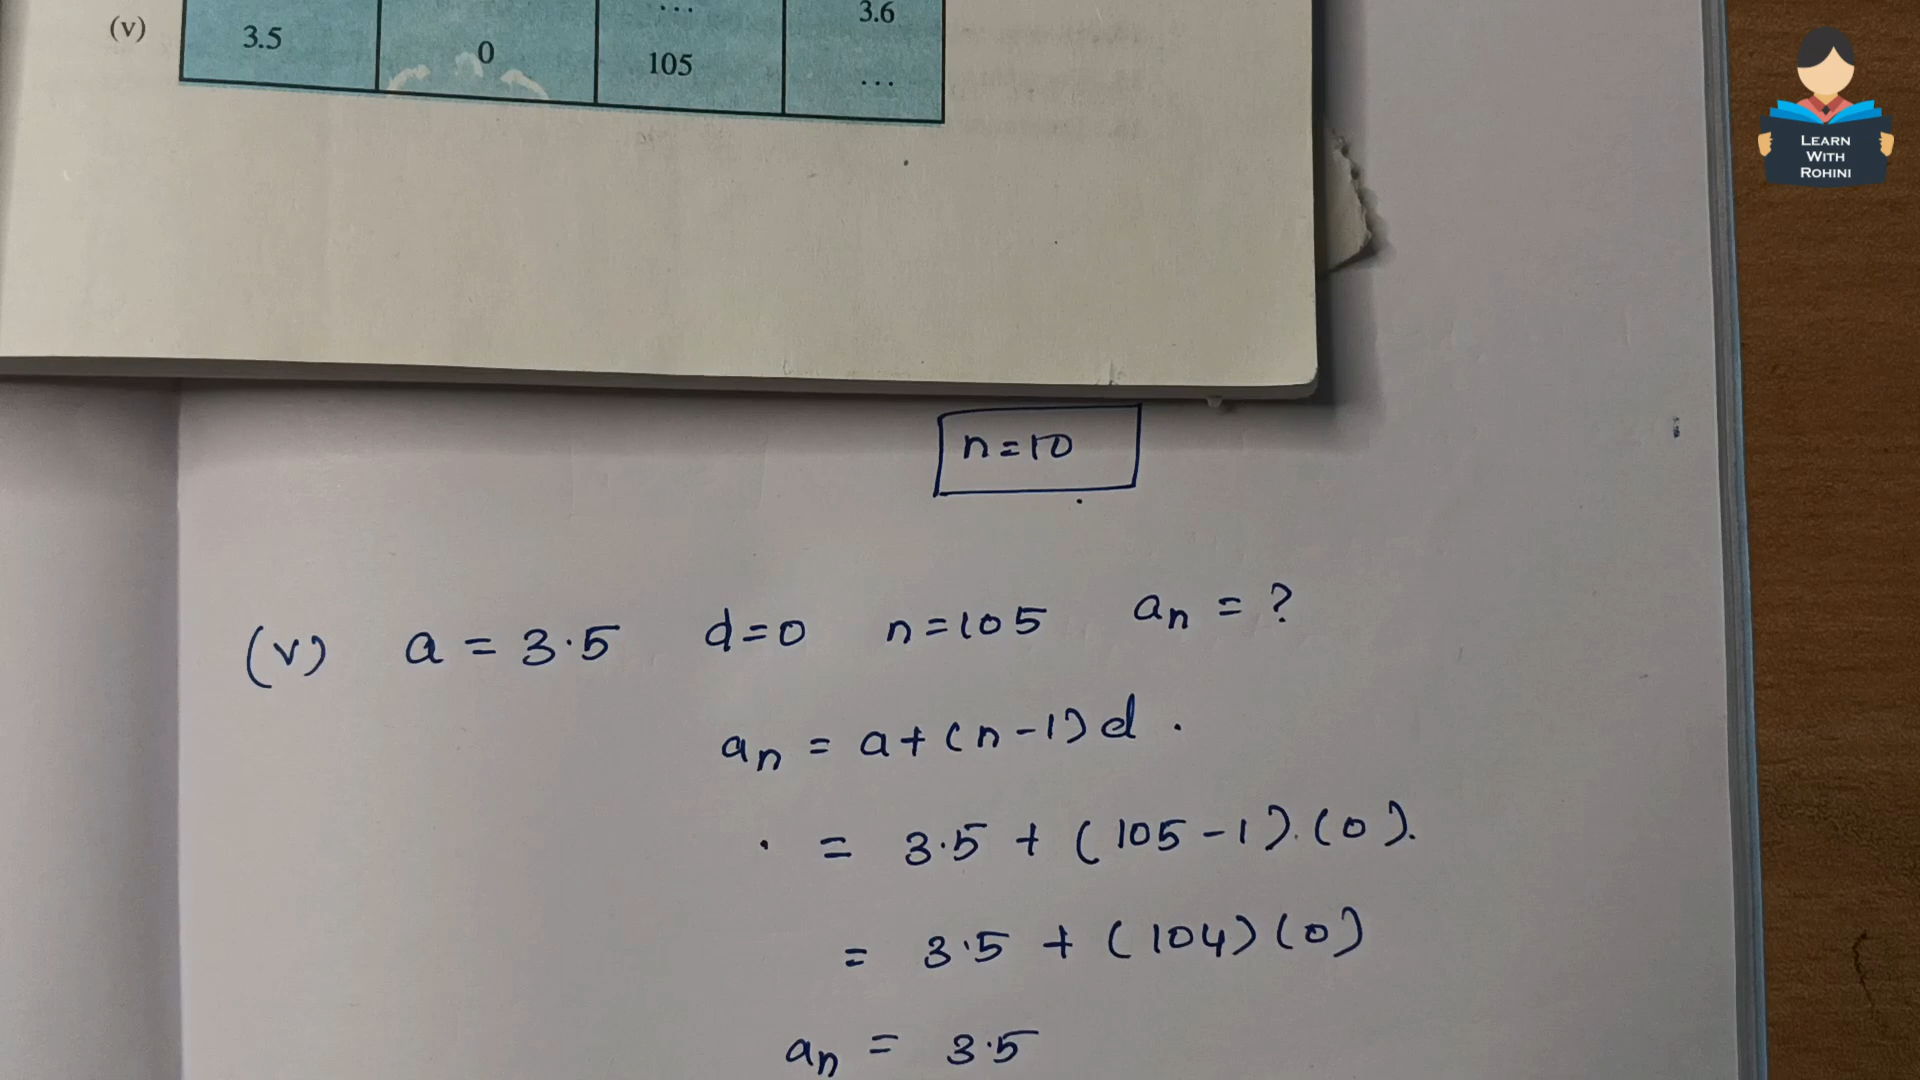 ... 3.6
(v) 3.5 0 105 ...
LEARN
WITH
ROHINI
n=10
(v) a = 3.5 d=0 n=105 an = ?
an = a+(n-1)d.
= 3.5 + (105-1).(0).
= 3.5 + (104)(0)
an = 3.5